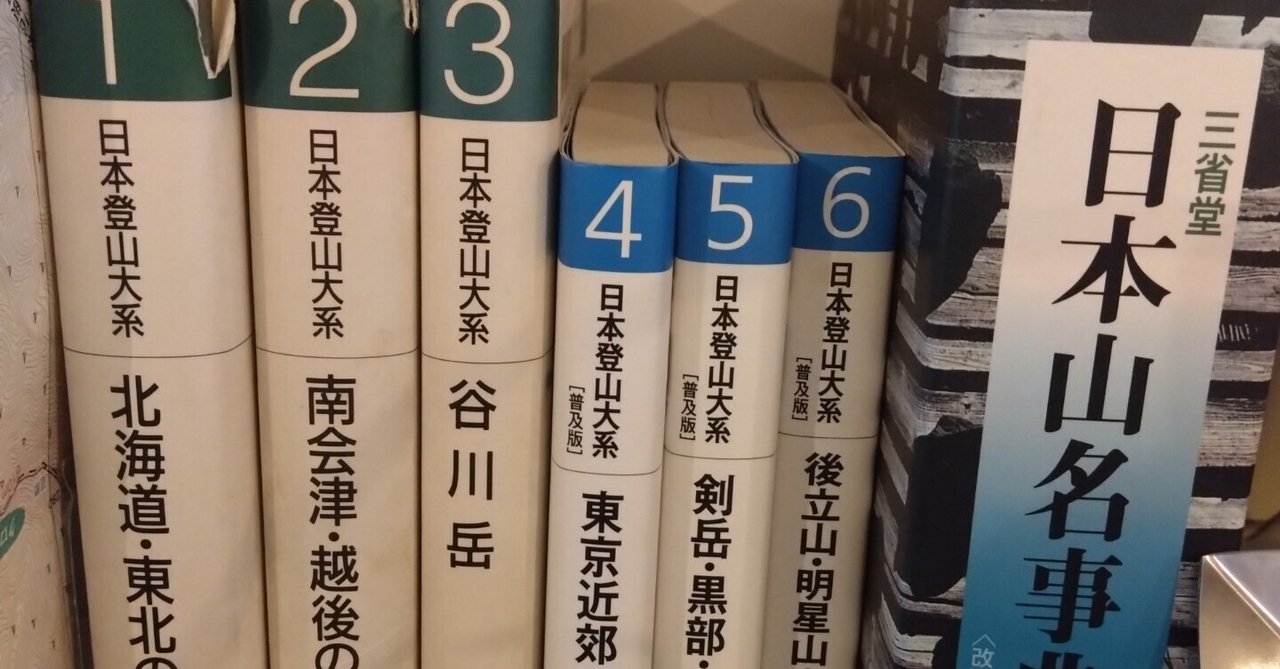 1
日本登山大系
北海道・東北の
2
日本登山大系
南会津・越後の
3
日本登山大系
谷川岳
4
日本登山大系
[普及版]
東京近郊
5
日本登山大系
[普及版]
剣岳・黒部・
6
日本登山大系
[普及版]
後立山・明星山
三省堂
日本山名事典
〈改